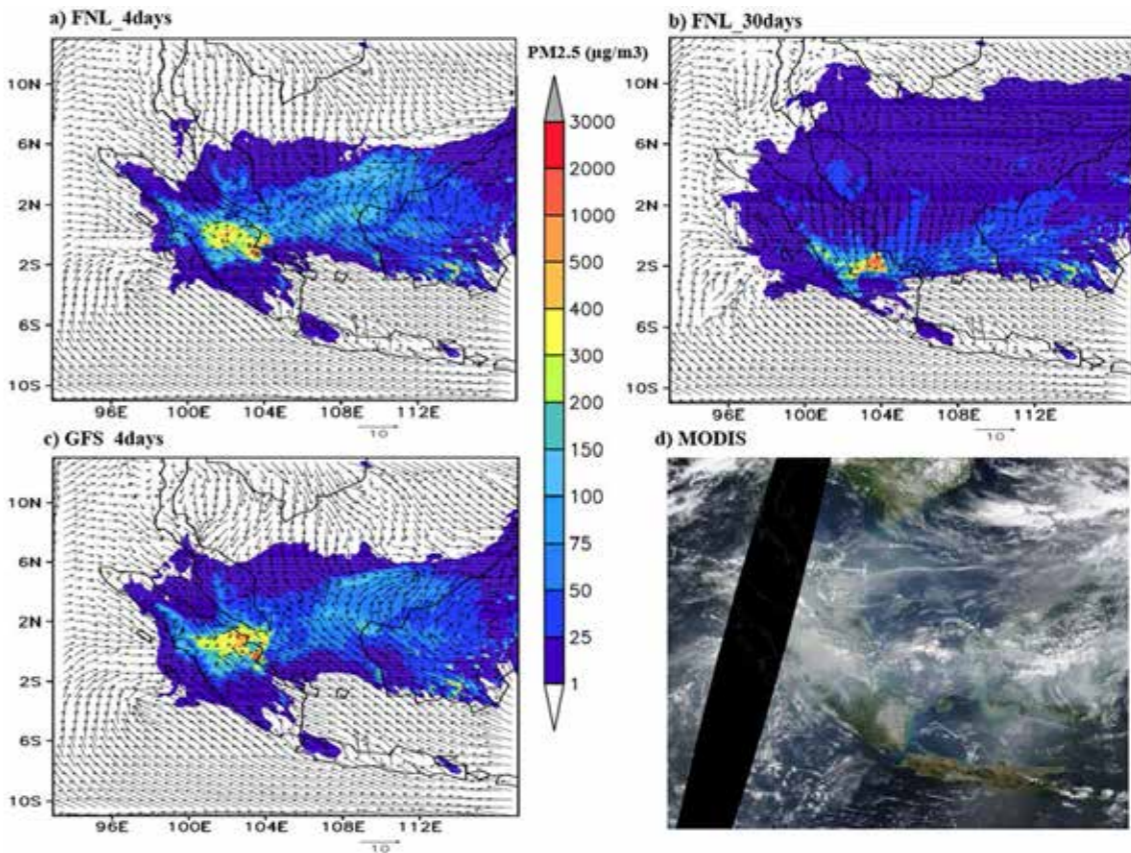 a) FNL_4days
b) FNL_30days
PM2.5 (µg/m3)
10N
6N
2N
2S
6S
10S
96E 100E 104E 108E 112E
10
3000
2000
1000
500
400
300
200
150
100
75
50
25
1
10N
6N
2N
2S
6S
10S
96E 100E 104E 108E 112E
10
c) GFS_4days
d) MODIS
10N
6N
2N
2S
6S
10S
96E 100E 104E 108E 112E
10